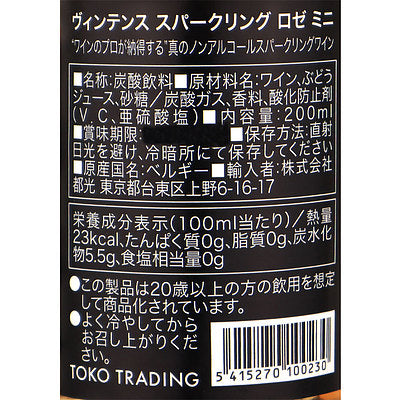 ヴィンテンス スパークリング ロゼ ミニ
"ワインのプロが納得する"真のノンアルコールスパークリングワイン
■名称:炭酸飲料■原材料名:ワイン、ぶどう
ジュース、砂糖／炭酸ガス、香料、酸化防止剤
(V.C、亜硫酸塩)■内容量:200ml
■賞味期限: ■保存方法:直射
日光を避け、冷暗所にて保存してください
■原産国名:ベルギー■輸入者:株式会社
都光 東京都台東区上野6-16-17
栄養成分表示(100ml当たり)／熱量
23kcal、たんぱく質0g、脂質0g、炭水化
物5.5g、食塩相当量0g
●この製品は20歳以上の方の飲用を想定
して商品化されています。
●よく冷やしてから
お召し上がりくださ
い。
TOKO TRADING
5 415270 100230